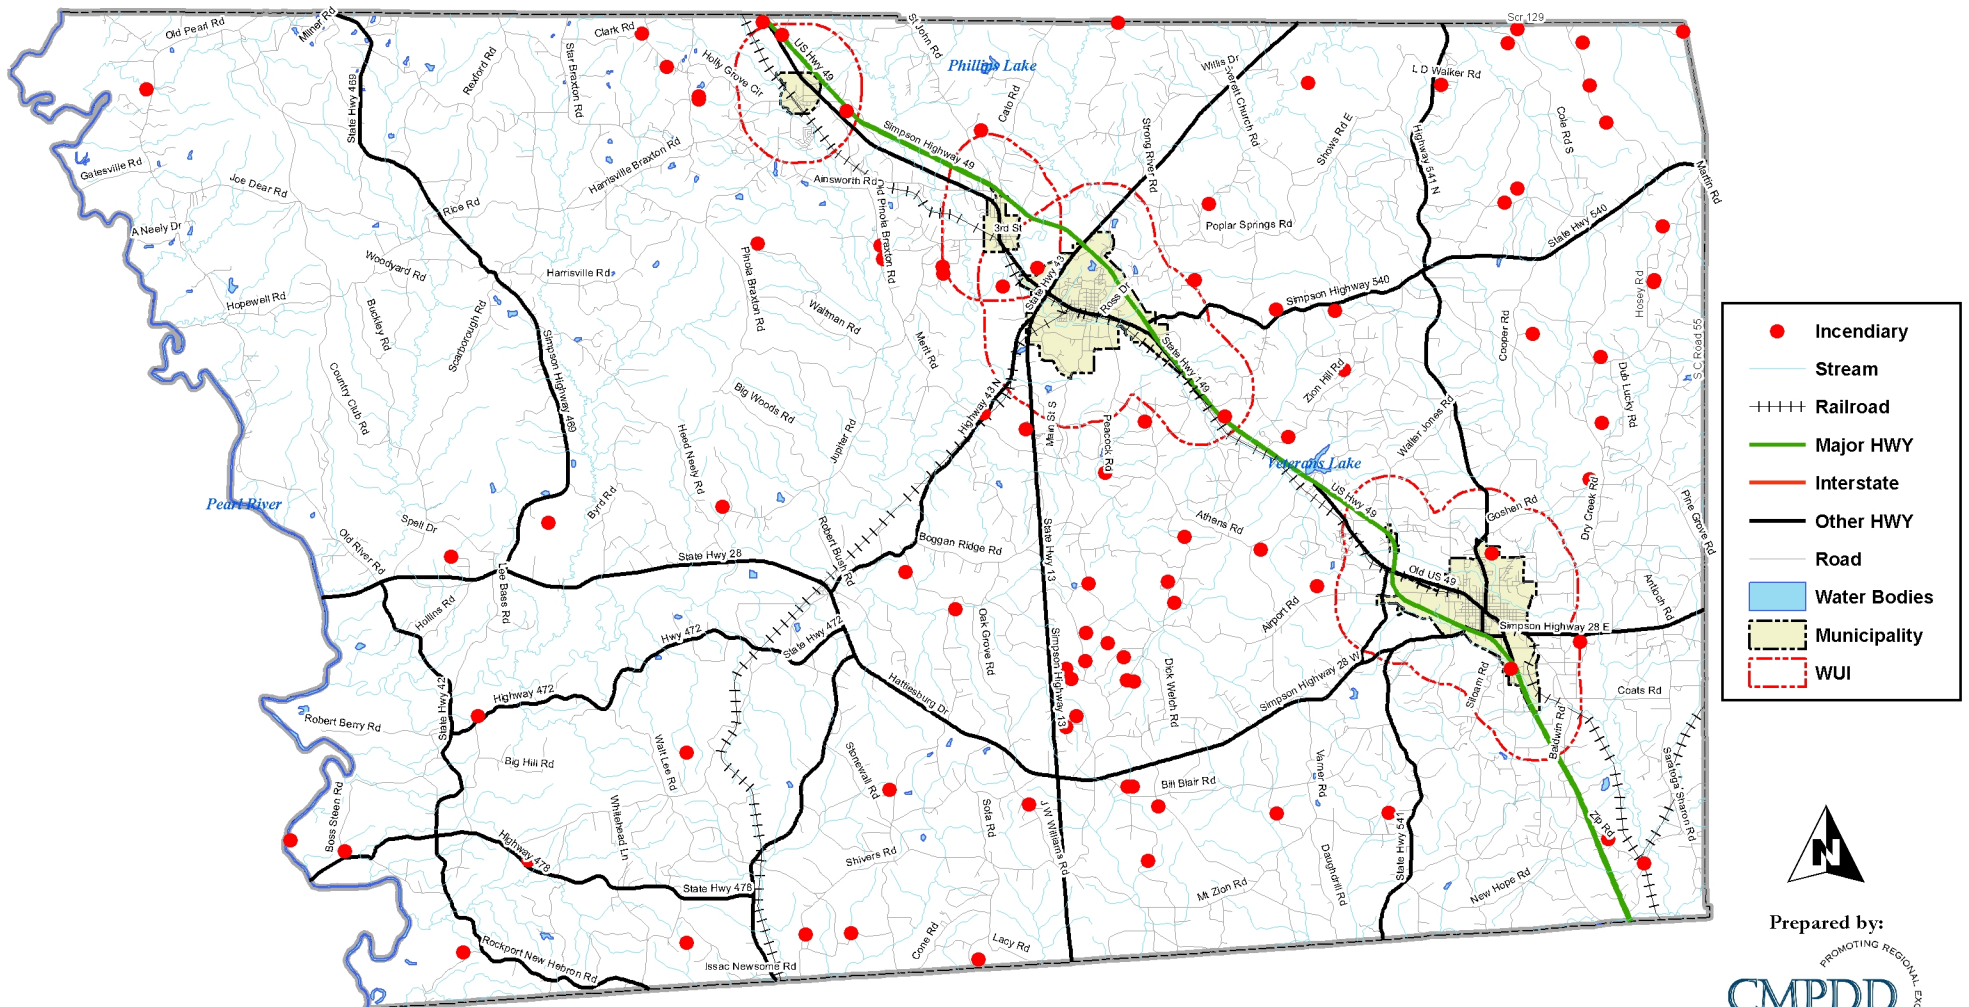 Old Pearl Rd
Milner Rd
Clark Rd
St John Rd
Scr 129
Rexford Rd
Star Braxton Rd
Holly Grove Cir
US Hwy 49
Phillips Lake
Willis Dr
Everett Church Rd
L D Walker Rd
State Hwy 469
Cato Rd
Simpson Highway 49
Strong River Rd
Shows Rd E
Highway 541 N
Cole Rd S
Martin Rd
Galesville Rd
Joe Dear Rd
Harrisville Braxton Rd
Ainsworth Rd
Old Pinola Braxton Rd
Rice Rd
A Neely Dr
3rd St
Poplar Springs Rd
State Hwy 540
Woodyard Rd
Harrisville Rd
Pinola Braxton Rd
State Hwy 43
Ross Dr
Simpson Highway 540
Hosey Rd
Hopewell Rd
Buckley Rd
Scarborough Rd
Waltman Rd
Merit Rd
Cooper Rd
S C Road 55
Simpson Highway 469
State Hwy 149
Zion Hill Rd
Dub Lucky Rd
Country Club Rd
Big Woods Rd
Highway 43 N
Main St S
Peacock Rd
Walter Jones Rd
Heed Neely Rd
Jupiter Rd
Veterans Lake
Pearl River
US Hwy 49
Goshen Rd
Dry Creek Rd
Pine Grove Rd
Spell Dr
Byrd Rd
Robert Bush Rd
Boggan Ridge Rd
Athens Rd
Old River Rd
State Hwy 28
State Hwy 13
Old US 49
Lee Bass Rd
Hollins Rd
Airport Rd
Antioch Rd
Hwy 472
State Hwy 472
Oak Grove Rd
Simpson Highway 28 E
Simpson Highway 13
Dick Welch Rd
Simpson Highway 28 W
Siloam Rd
Highway 472
Hattiesburg Dr
Coats Rd
State Hwy 42
Robert Berry Rd
Baldwin Rd
Big Hill Rd
Walt Lee Rd
Stonewall Rd
Varner Rd
Saratoga Sharon Rd
Bill Blair Rd
Boss Steen Rd
Whitehead Ln
Sofa Rd
J W Williams Rd
Zip Rd
Highway 478
Shivers Rd
State Hwy 541
Daughdrill Rd
State Hwy 478
Mt Zion Rd
New Hope Rd
Rockport New Hebron Rd
Issac Newsome Rd
Cone Rd
Lacy Rd
Incendiary
Stream
Railroad
Major HWY
Interstate
Other HWY
Road
Water Bodies
Municipality
WUI
N
Prepared by:
PROMOTING REGIONAL
CMPDD